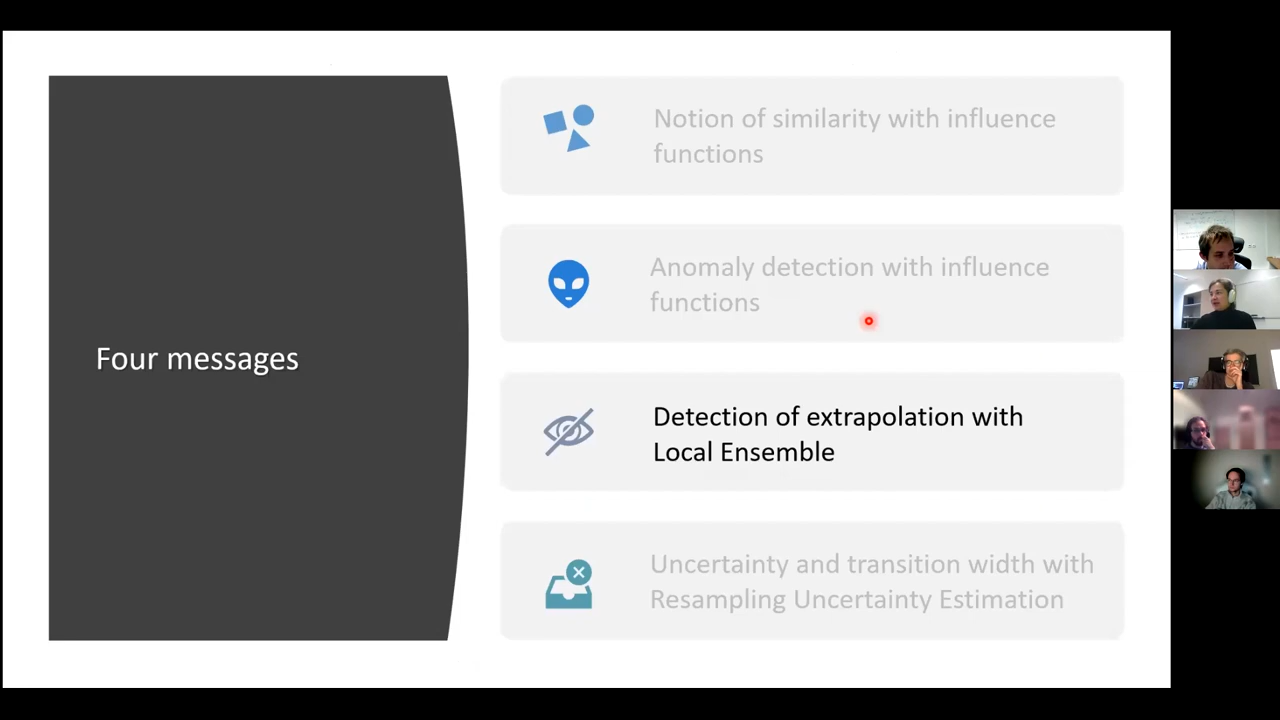 Four messages
Notion of similarity with influence
functions
Anomaly detection with influence
functions
Detection of extrapolation with
Local Ensemble
Uncertainty and transition width with
Resampling Uncertainty Estimation